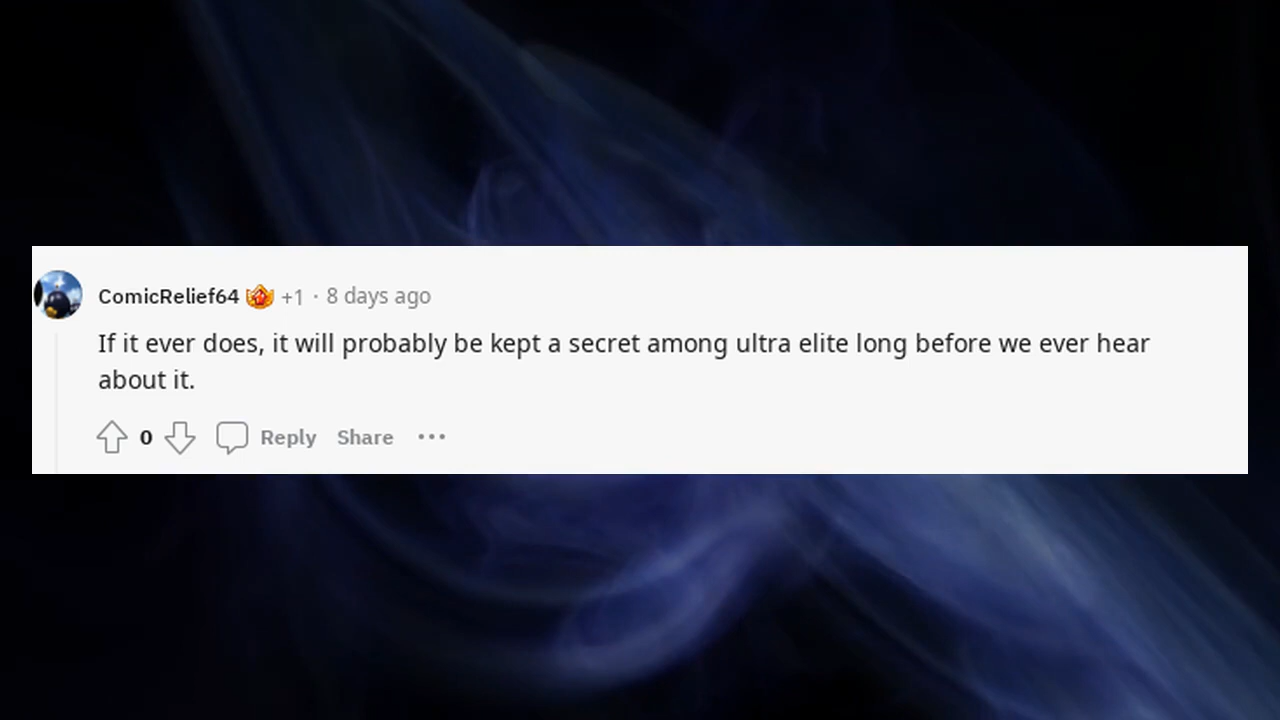 ComicRelief64 +1 · 8 days ago
If it ever does, it will probably be kept a secret among ultra elite long before we ever hear
about it.
0 Reply Share ···